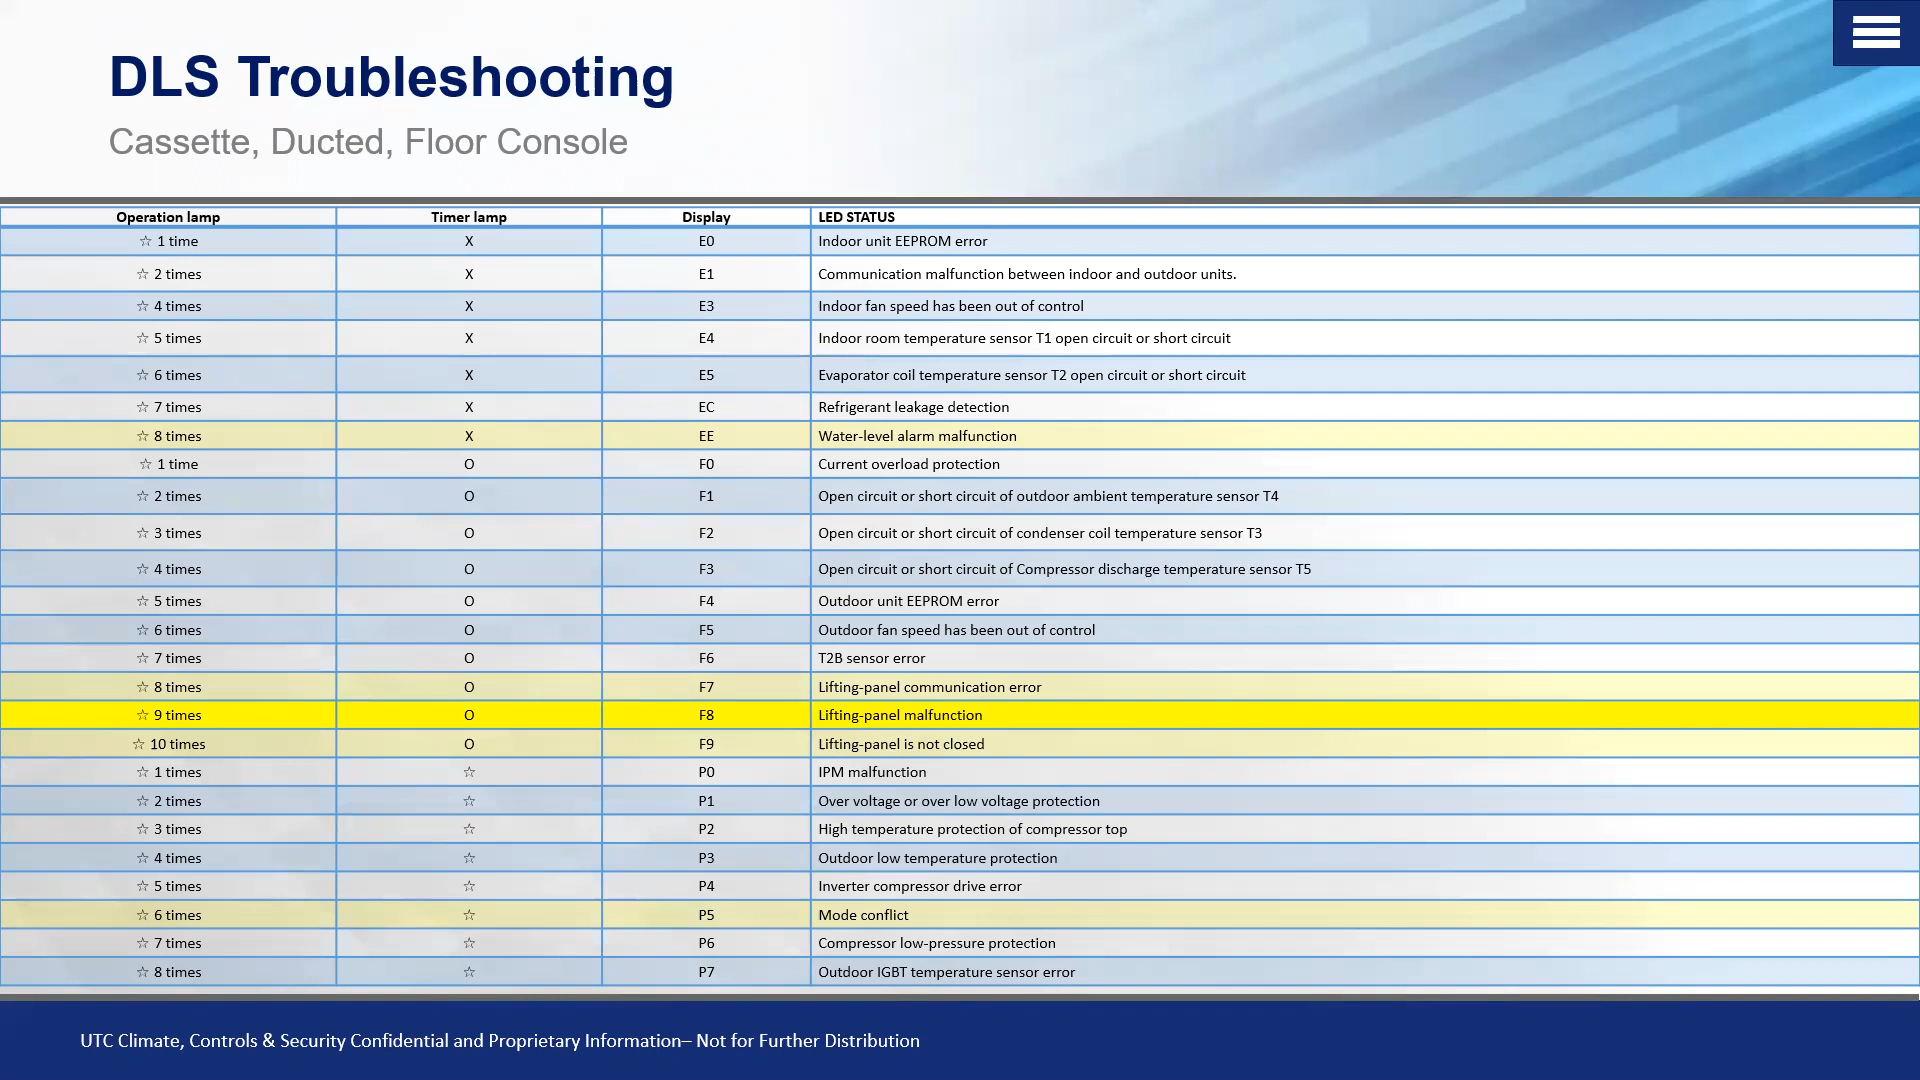 DLS Troubleshooting
Cassette, Ducted, Floor Console
Operation lamp Timer lamp Display LED STATUS
☆ 1 time X E0 Indoor unit EEPROM error
☆ 2 times X E1 Communication malfunction between indoor and outdoor units.
☆ 4 times X E3 Indoor fan speed has been out of control
☆ 5 times X E4 Indoor room temperature sensor T1 open circuit or short circuit
☆ 6 times X E5 Evaporator coil temperature sensor T2 open circuit or short circuit
☆ 7 times X EC Refrigerant leakage detection
☆ 8 times X EE Water-level alarm malfunction
☆ 1 time O F0 Current overload protection
☆ 2 times O F1 Open circuit or short circuit of outdoor ambient temperature sensor T4
☆ 3 times O F2 Open circuit or short circuit of condenser coil temperature sensor T3
☆ 4 times O F3 Open circuit or short circuit of Compressor discharge temperature sensor T5
☆ 5 times O F4 Outdoor unit EEPROM error
☆ 6 times O F5 Outdoor fan speed has been out of control
☆ 7 times O F6 T2B sensor error
☆ 8 times O F7 Lifting-panel communication error
☆ 9 times O F8 Lifting-panel malfunction
☆ 10 times O F9 Lifting-panel is not closed
☆ 1 times ☆ P0 IPM malfunction
☆ 2 times ☆ P1 Over voltage or over low voltage protection
☆ 3 times ☆ P2 High temperature protection of compressor top
☆ 4 times ☆ P3 Outdoor low temperature protection
☆ 5 times ☆ P4 Inverter compressor drive error
☆ 6 times ☆ P5 Mode conflict
☆ 7 times ☆ P6 Compressor low-pressure protection
☆ 8 times ☆ P7 Outdoor IGBT temperature sensor error
UTC Climate, Controls & Security Confidential and Proprietary Information– Not for Further Distribution